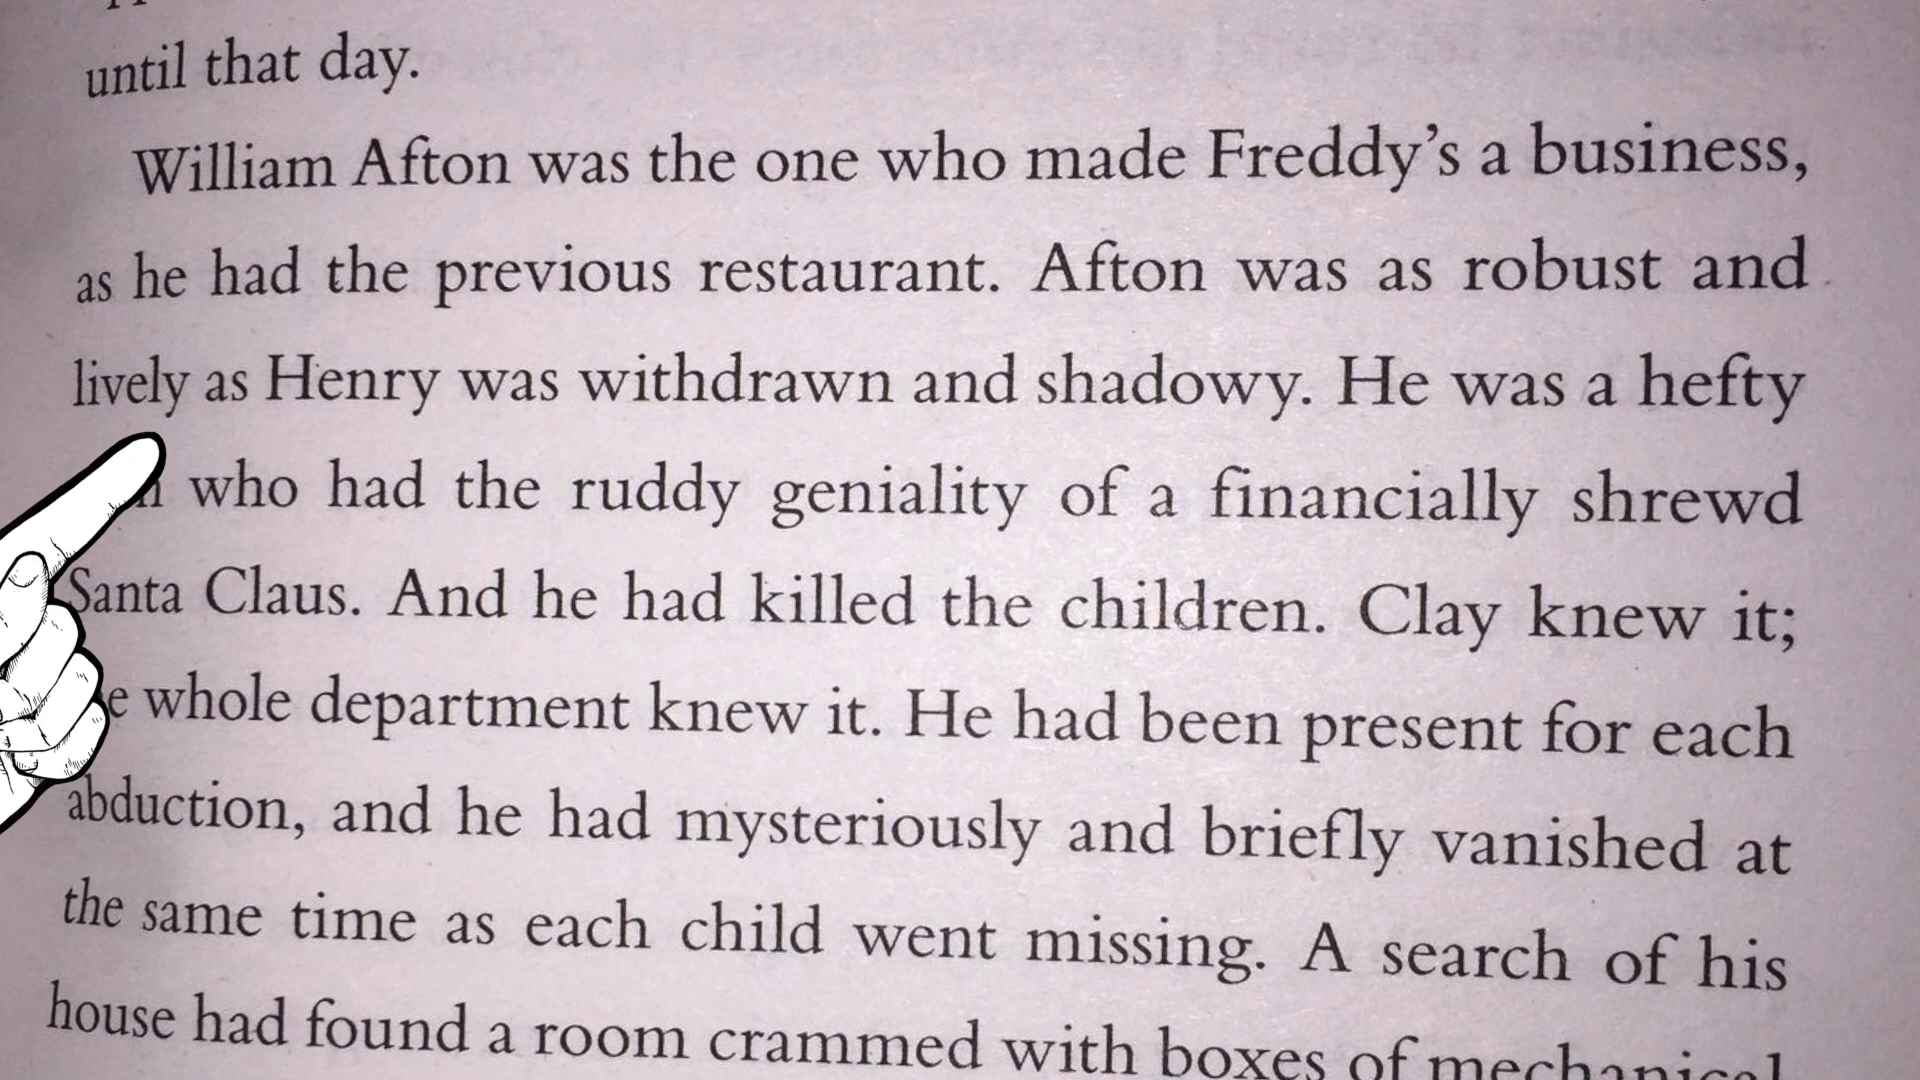 until that day.
William Afton was the one who made Freddy's a business,
as he had the previous restaurant. Afton was as robust and
lively as Henry was withdrawn and shadowy. He was a hefty
who had the ruddy geniality of a financially shrewd
Santa Claus. And he had killed the children. Clay knew it;
whole department knew it. He had been present for each
abduction, and he had mysteriously and briefly vanished at
the same time as each child went missing. A search of his
house had found a room crammed with boxes of mechanical